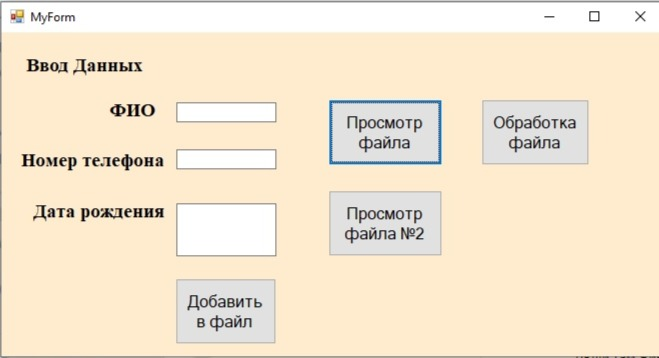 MyForm
Ввод Данных
ФИО
Номер телефона
Дата рождения
Добавить
в файл
Просмотр
файла
Обработка
файла
Просмотр
файла №2